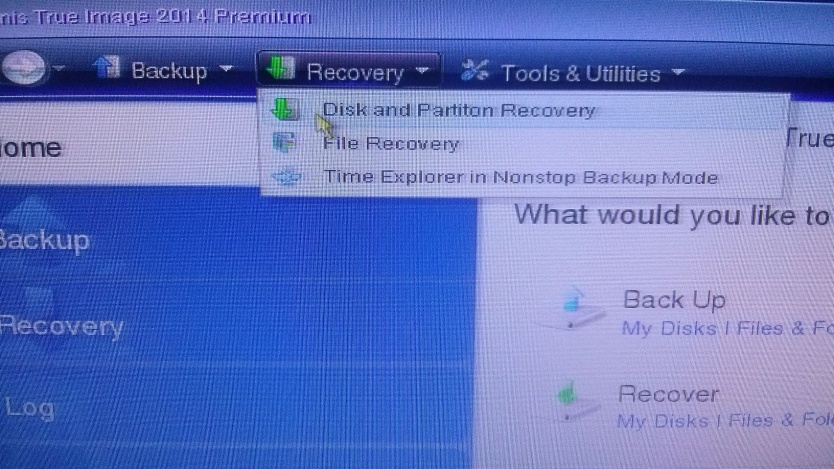 nis True Image 2014 Premium
Backup Recovery Tools & Utilities
Disk and Partiton Recovery
File Recovery
Time Explorer in Nonstop Backup Mode
ome
True
What would you like to
Backup
Back Up
My Disks | Files & Fo
Recovery
Recover
My Disks | Files & Fol
Log